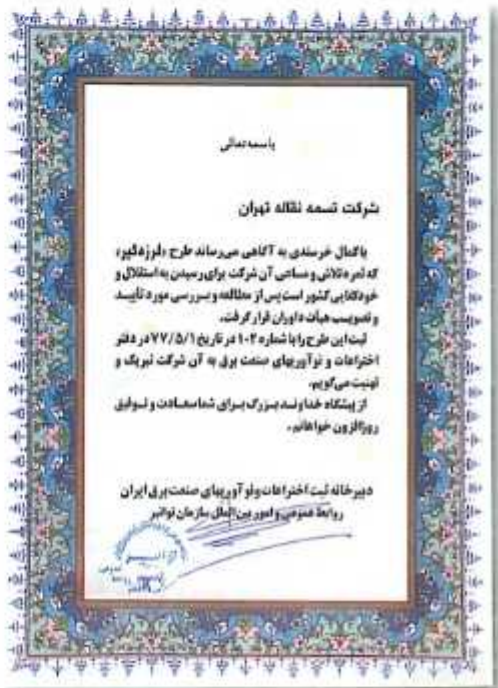 باسمه تعالی
شرکت تسمه نقاله تهران
باکمال خرسندی به آگاهی می‌رساند طرح «لرزه‌گیر»
که ثمره تلاش و مساعی آن شرکت برای رسیدن به استقلال و
خودکفایی کشور است پس از مطالعه و بررسی مورد تأیید
و تصویب هیأت داوران قرار گرفت.
ثبت این طرح را با شماره ۱۰۲ در تاریخ ۷۷/۵/۱ در دفتر
اختراعات و نوآوریهای صنعت برق به آن شرکت تبریک و
تهنیت می‌گوییم.
از پیشگاه خداوند بزرگ برای شما سعادت و توفیق
روزافزون خواهانیم.
دبیرخانه ثبت اختراعات و نوآوریهای صنعت برق ایران
روابط عمومی و امور بین‌الملل سازمان توانیر